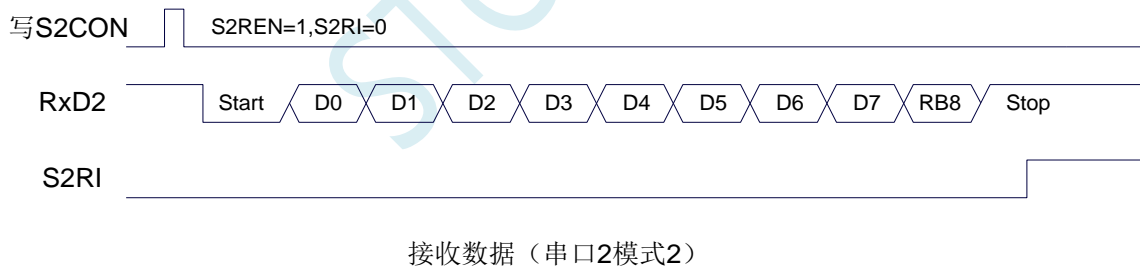 写S2CON S2REN=1,S2RI=0
RxD2 Start D0 D1 D2 D3 D4 D5 D6 D7 RB8 Stop
S2RI
接收数据（串口2模式2）